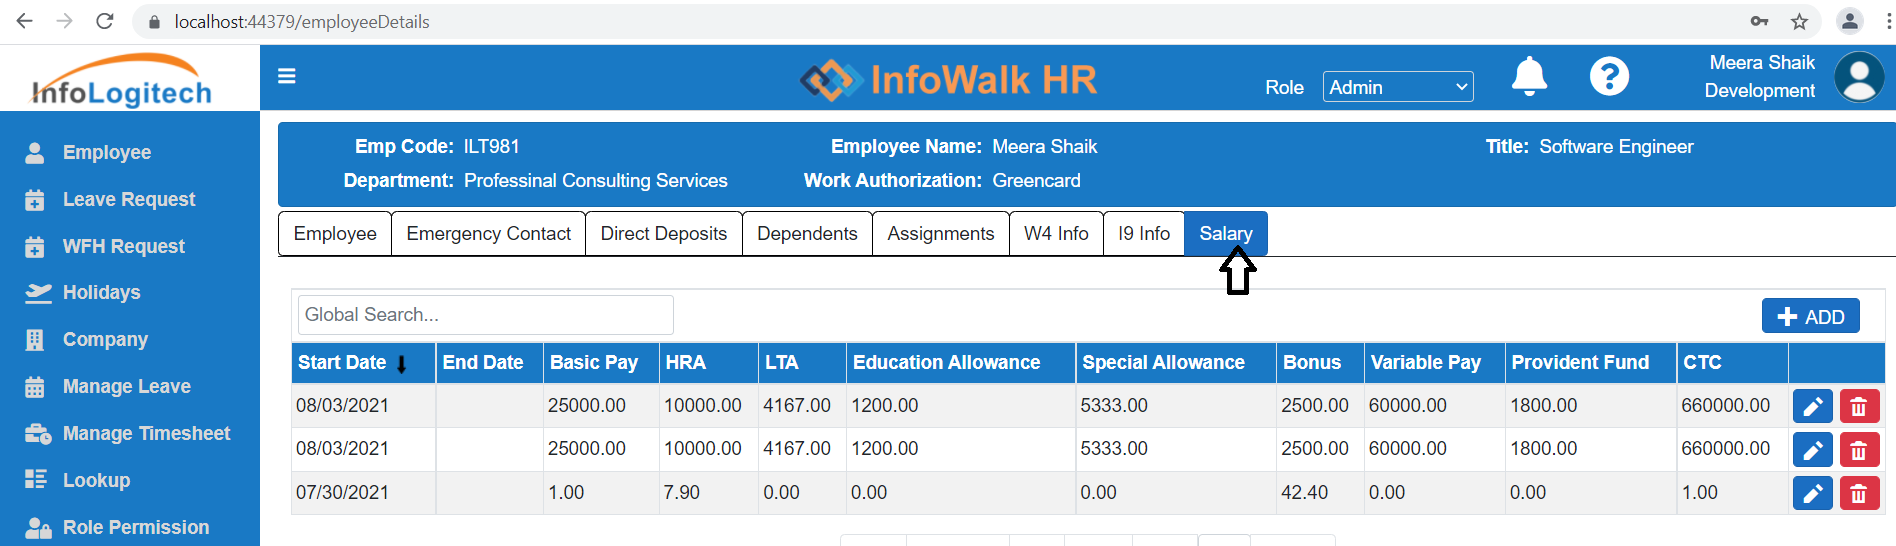 localhost:44379/employeeDetails
InfoLogitech
InfoWalk HR
Role Admin
Meera Shaik
Development
Employee
Leave Request
WFH Request
Holidays
Company
Manage Leave
Manage Timesheet
Lookup
Role Permission
Emp Code: ILT981 Employee Name: Meera Shaik Title: Software Engineer
Department: Professinal Consulting Services Work Authorization: Greencard
Employee Emergency Contact Direct Deposits Dependents Assignments W4 Info I9 Info Salary
Global Search... ADD
Start Date End Date Basic Pay HRA LTA Education Allowance Special Allowance Bonus Variable Pay Provident Fund CTC
08/03/2021 25000.00 10000.00 4167.00 1200.00 5333.00 2500.00 60000.00 1800.00 660000.00
08/03/2021 25000.00 10000.00 4167.00 1200.00 5333.00 2500.00 60000.00 1800.00 660000.00
07/30/2021 1.00 7.90 0.00 0.00 0.00 42.40 0.00 0.00 1.00